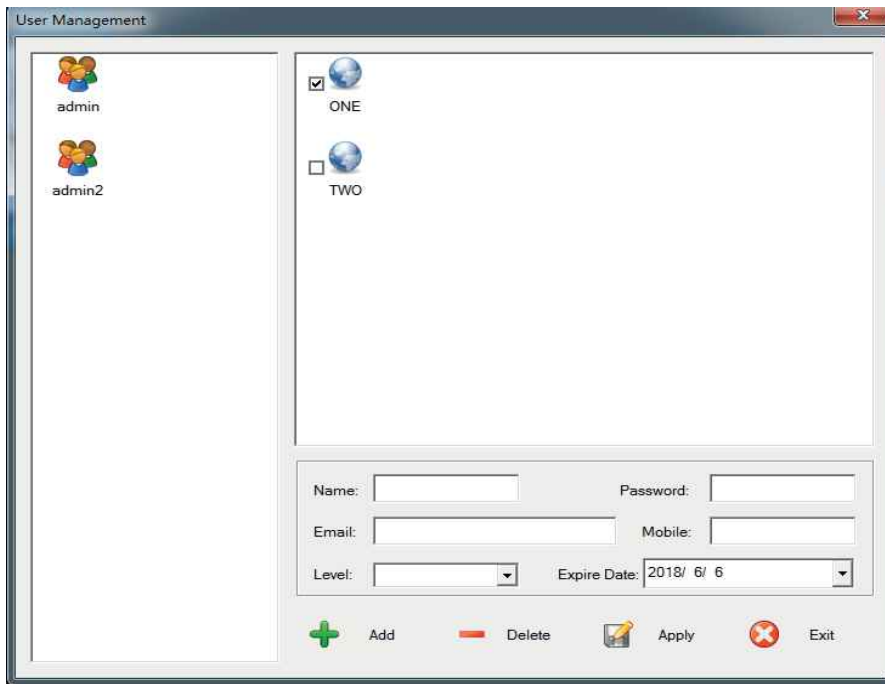 User Management
admin
admin2
ONE
TWO
Name:
Password:
Email:
Mobile:
Level:
Expire Date: 2018/ 6/ 6
Add
Delete
Apply
Exit